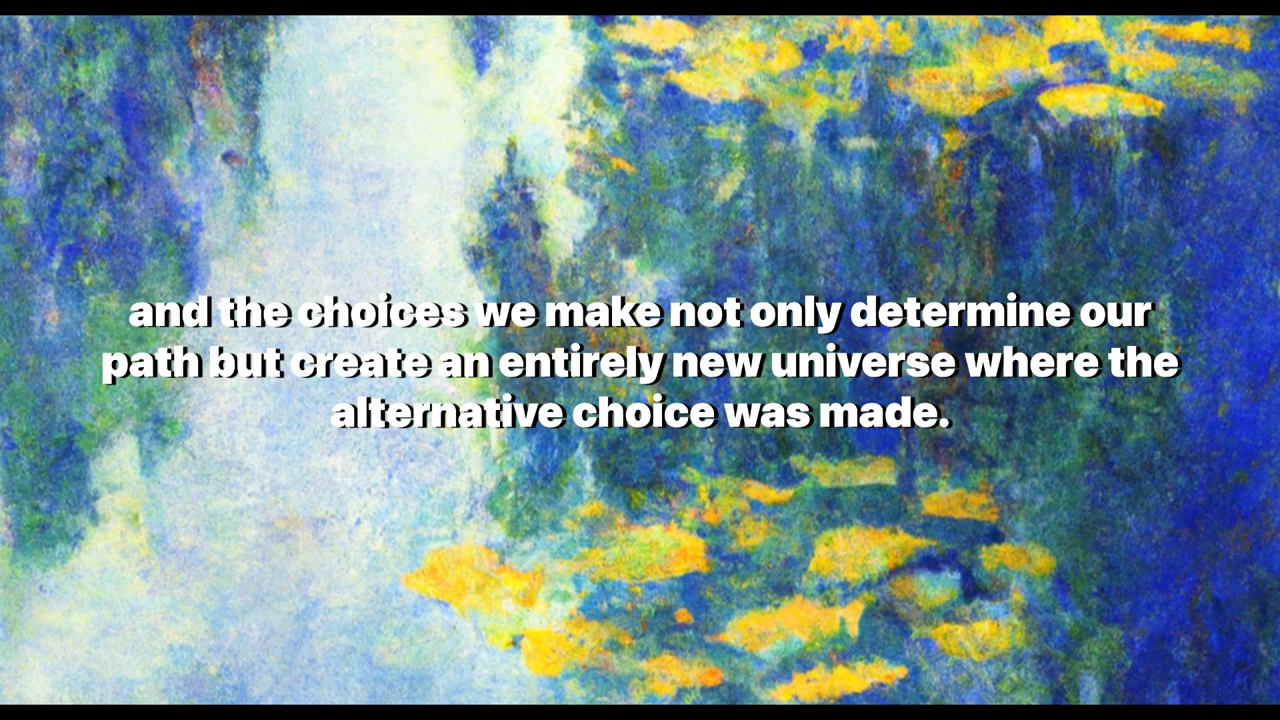 and the choices we make not only determine our
path but create an entirely new universe where the
alternative choice was made.